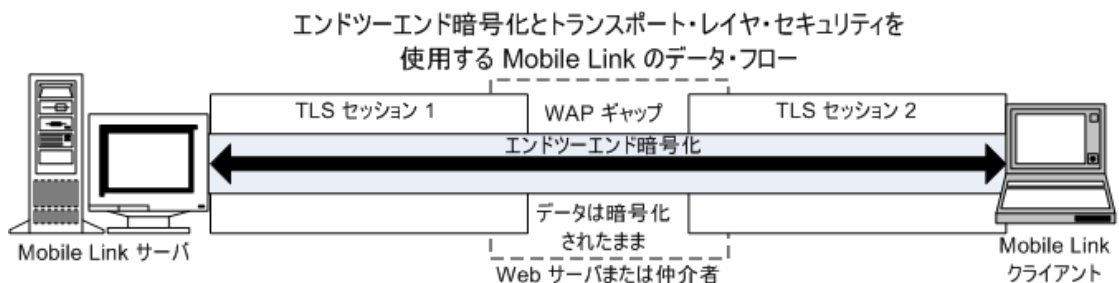 エンドツーエンド暗号化とトランスポート・レイヤ・セキュリティを
使用する Mobile Link のデータ・フロー
TLS セッション 1
WAP ギャップ
TLS セッション 2
エンドツーエンド暗号化
データは暗号化
されたまま
Mobile Link サーバ
Web サーバまたは仲介者
Mobile Link
クライアント